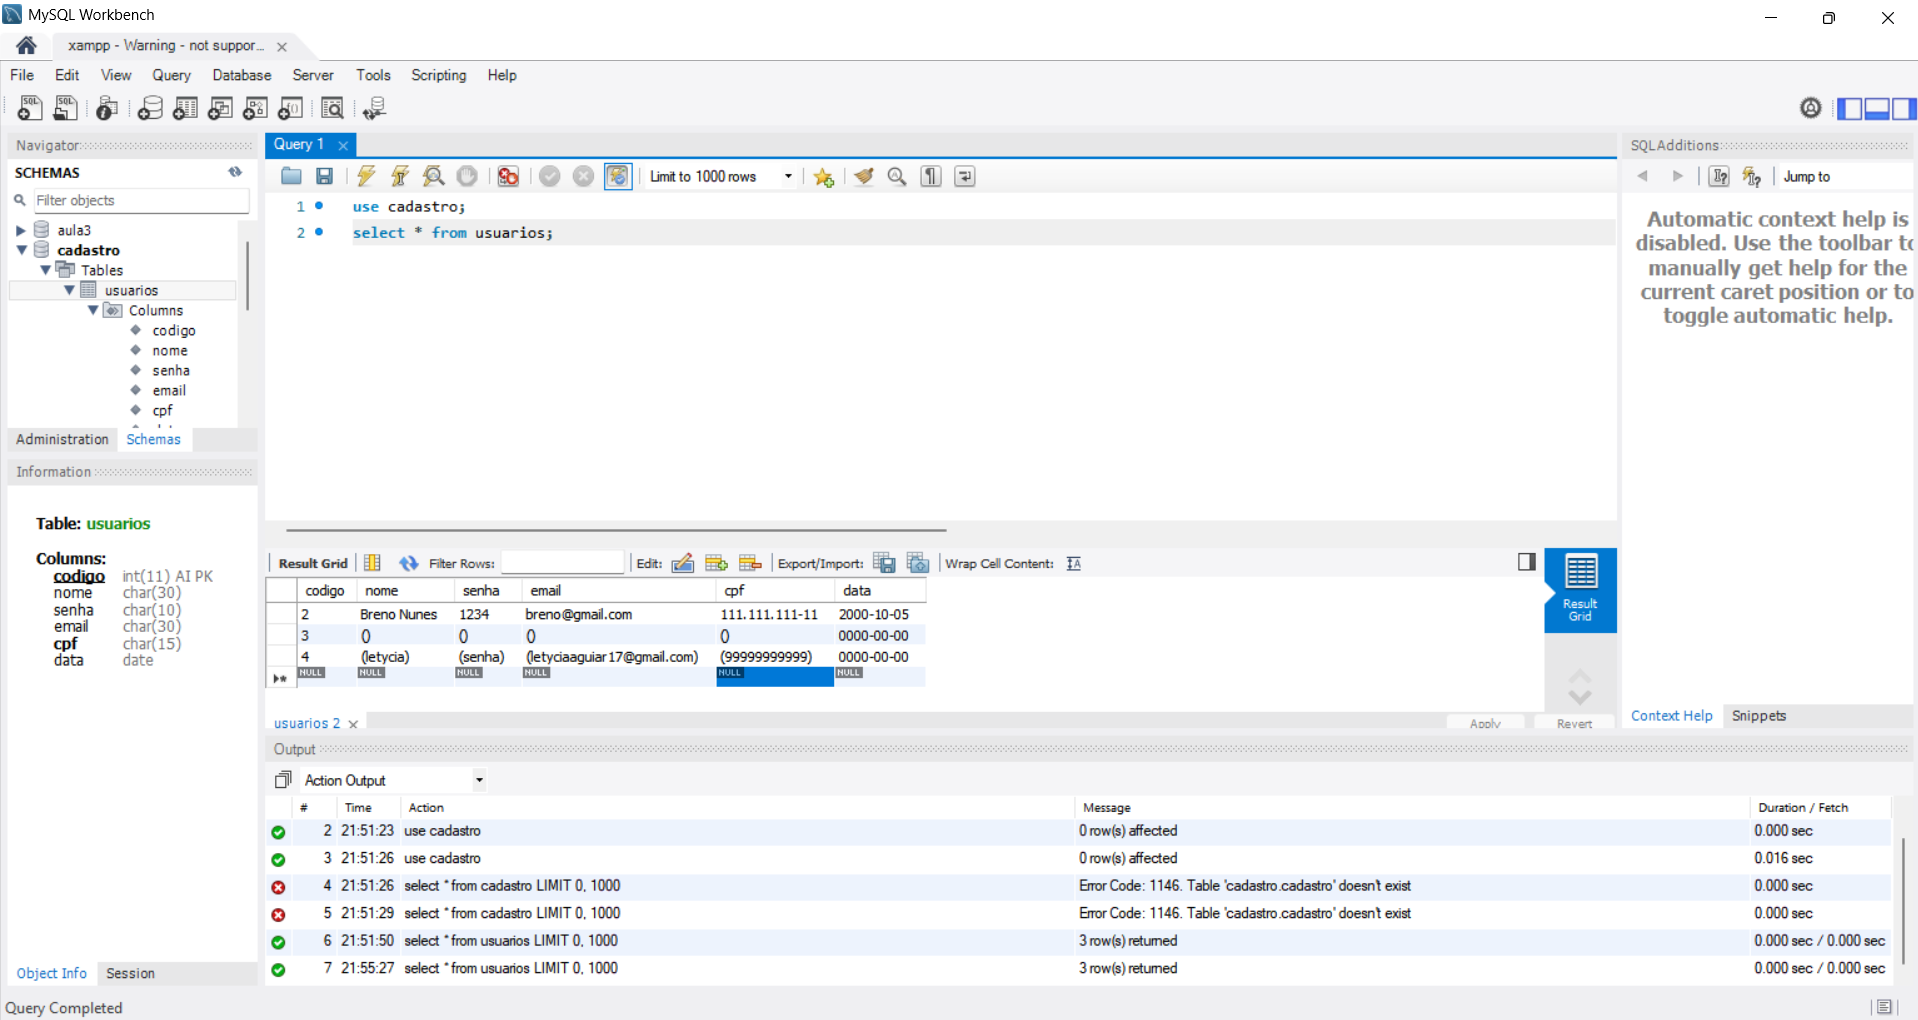 MySQL Workbench
xampp - Warning - not suppor...
File Edit View Query Database Server Tools Scripting Help
Navigator
SCHEMAS
Filter objects
aula3
cadastro
Tables
usuarios
Columns
codigo
nome
senha
email
cpf
Administration Schemas
Information
Table: usuarios
Columns:
codigo int(11) AI PK
nome char(30)
senha char(10)
email char(30)
cpf char(15)
data date
Object Info Session
Query 1
Limit to 1000 rows
1 use cadastro;
2 select * from usuarios;
Result Grid Filter Rows: Edit: Export/Import: Wrap Cell Content:
codigo nome senha email cpf data
2 Breno Nunes 1234 breno@gmail.com 111.111.111-11 2000-10-05
3 () () () () 0000-00-00
4 (letycia) (senha) (letyciaaguiar17@gmail.com) (99999999999) 0000-00-00
NULL NULL NULL NULL NULL NULL
Result
Grid
usuarios 2
Apply Revert
SQLAdditions
Jump to
Automatic context help is
disabled. Use the toolbar to
manually get help for the
current caret position or to
toggle automatic help.
Context Help Snippets
Output
Action Output
# Time Action Message Duration / Fetch
2 21:51:23 use cadastro 0 row(s) affected 0.000 sec
3 21:51:26 use cadastro 0 row(s) affected 0.016 sec
4 21:51:26 select * from cadastro LIMIT 0, 1000 Error Code: 1146. Table 'cadastro.cadastro' doesn't exist 0.000 sec
5 21:51:29 select * from cadastro LIMIT 0, 1000 Error Code: 1146. Table 'cadastro.cadastro' doesn't exist 0.000 sec
6 21:51:50 select * from usuarios LIMIT 0, 1000 3 row(s) returned 0.000 sec / 0.000 sec
7 21:55:27 select * from usuarios LIMIT 0, 1000 3 row(s) returned 0.000 sec / 0.000 sec
Query Completed